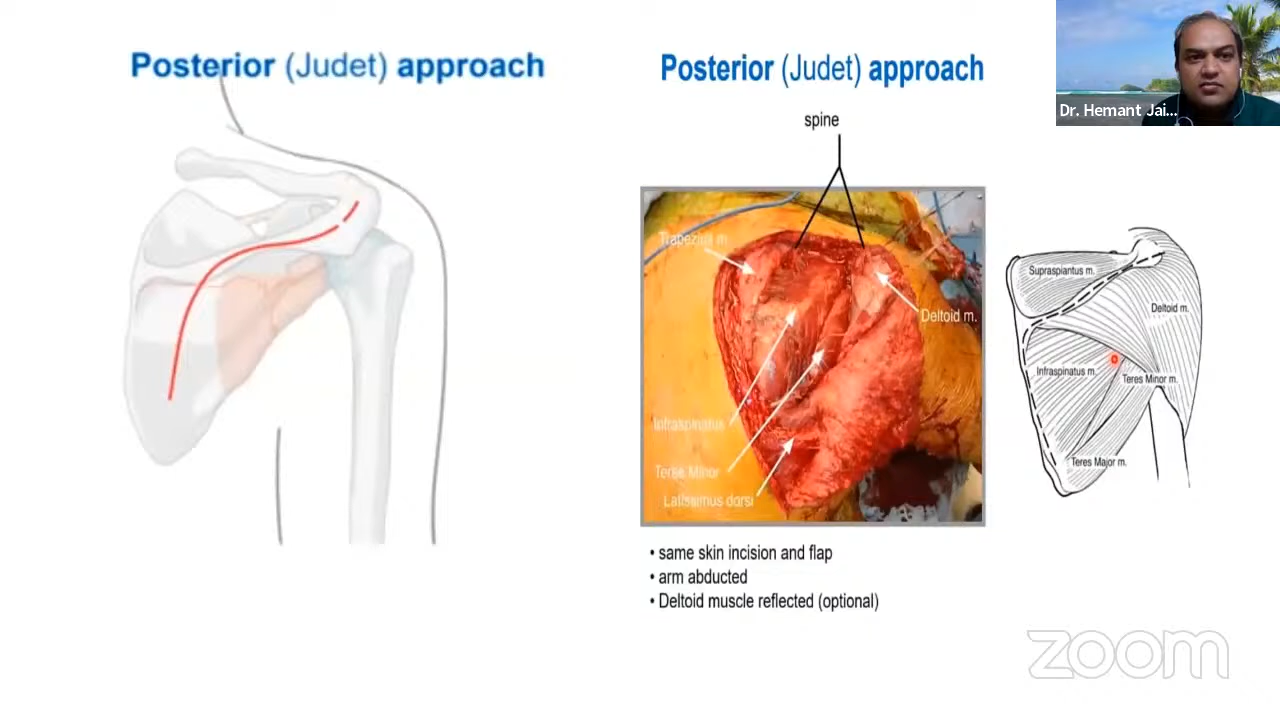 Posterior (Judet) approach
Posterior (Judet) approach
Dr. Hemant Jai...
spine
Trapezius m.
Deltoid m.
Infraspinatus
Teres Minor
Latissimus dorsi
Supraspiantus m.
Deltoid m.
Infraspinatus m.
Teres Minor m.
Teres Major m.
• same skin incision and flap
• arm abducted
• Deltoid muscle reflected (optional)
zoom